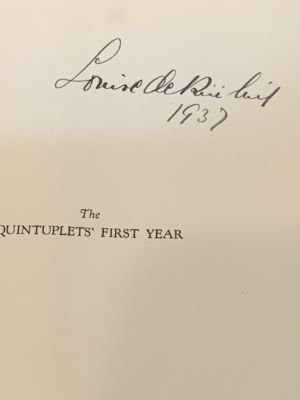 Louise de Kiriline
1937
The
QUINTUPLETS' FIRST YEAR